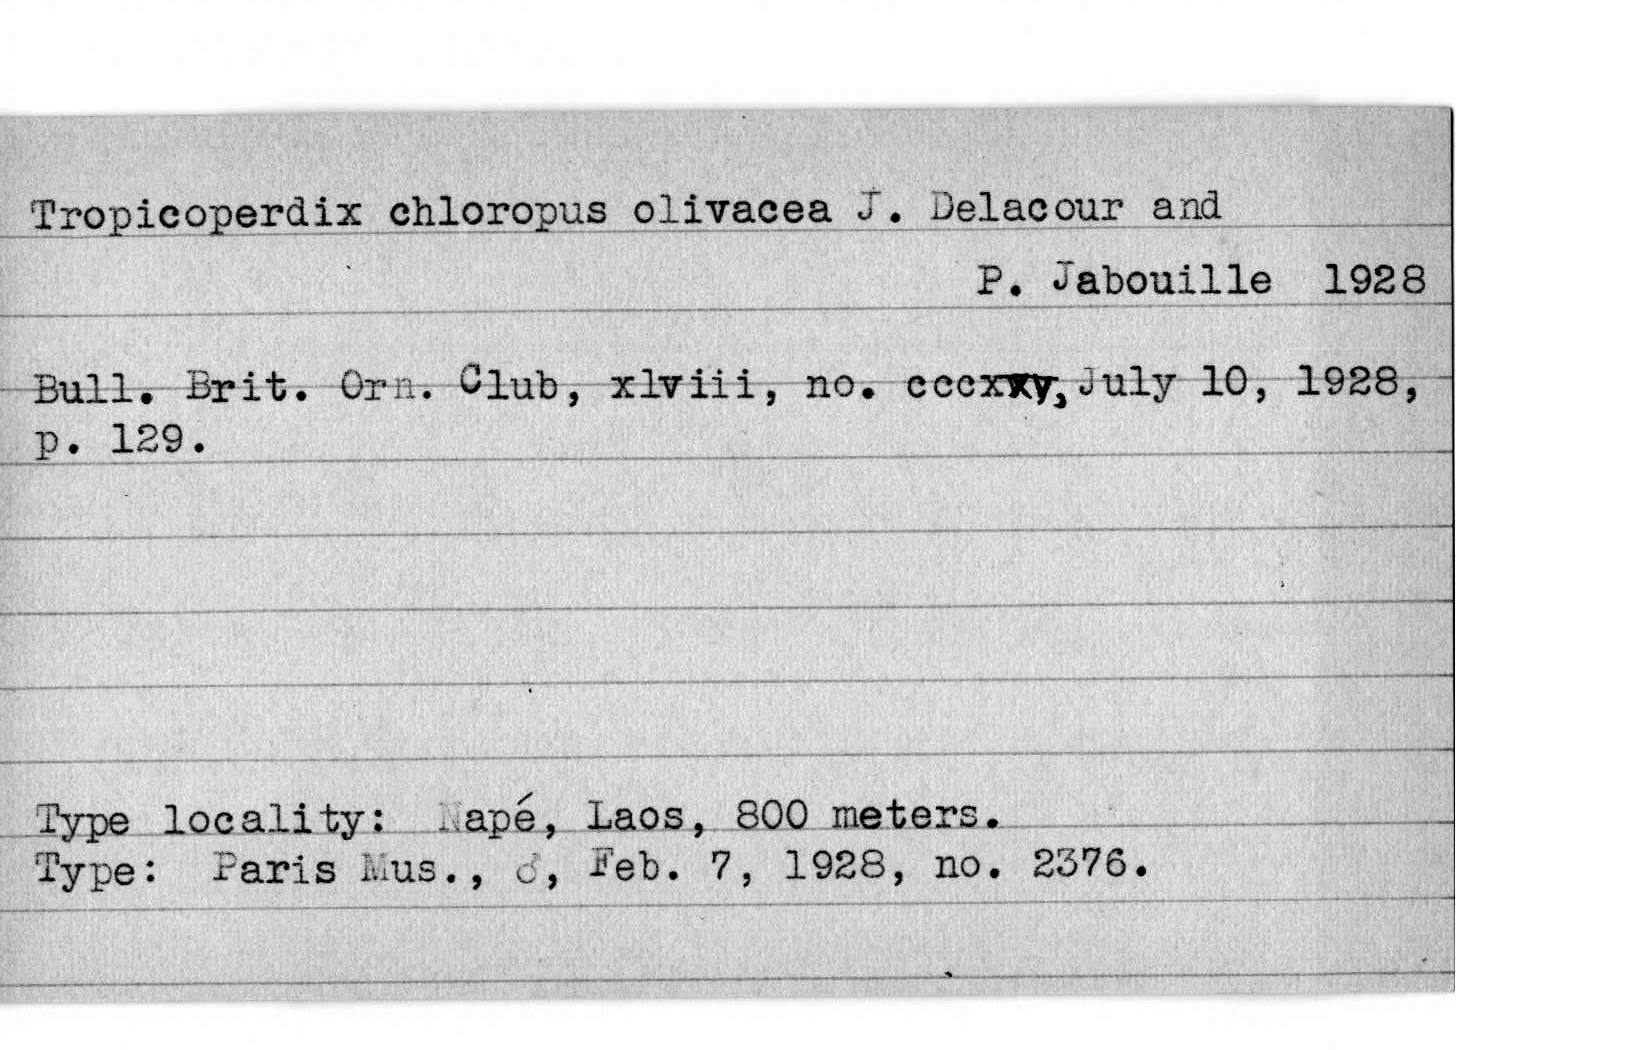 Tropicoperdix chloropus olivacea J. Delacour and
P. Jabouille 1928
Bull. Brit. Orn. Club, xlviii, no. cccxxv, July 10, 1928,
p. 129.
Type locality: Napé, Laos, 800 meters.
Type: Paris Mus., ♂, Feb. 7, 1928, no. 2376.